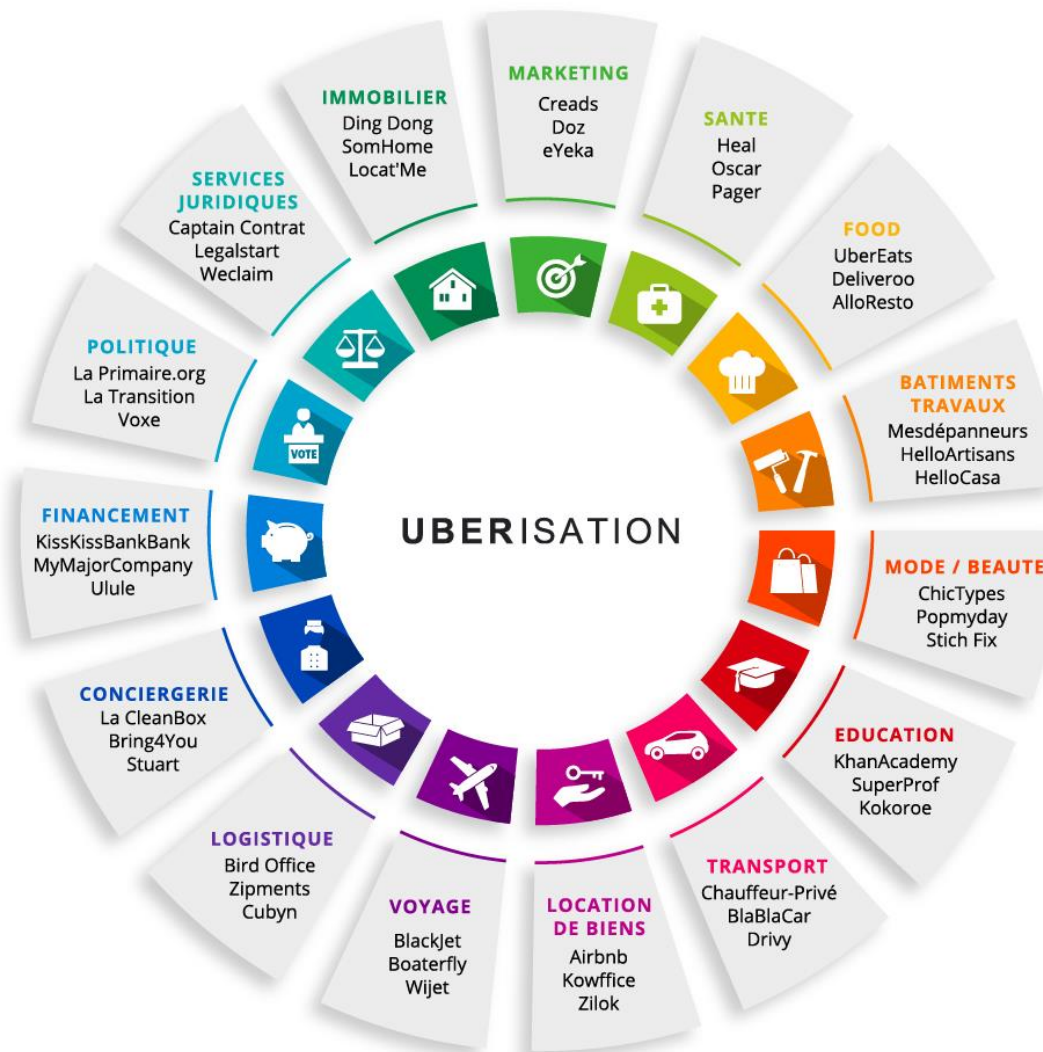 MARKETING
Creads
Doz
eYeka
SANTE
Heal
Oscar
Pager
FOOD
UberEats
Deliveroo
AlloResto
BATIMENTS
TRAVAUX
Mesdépanneurs
HelloArtisans
HelloCasa
MODE / BEAUTE
ChicTypes
Popmyday
Stich Fix
EDUCATION
KhanAcademy
SuperProf
Kokoroe
TRANSPORT
Chauffeur-Privé
BlaBlaCar
Drivy
LOCATION
DE BIENS
Airbnb
Kowffice
Zilok
VOYAGE
BlackJet
Boaterfly
Wijet
LOGISTIQUE
Bird Office
Zipments
Cubyn
CONCIERGERIE
La CleanBox
Bring4You
Stuart
FINANCEMENT
KissKissBankBank
MyMajorCompany
Ulule
POLITIQUE
La Primaire.org
La Transition
Voxe
SERVICES
JURIDIQUES
Captain Contrat
Legalstart
Weclaim
IMMOBILIER
Ding Dong
SomHome
Locat'Me
VOTE
UBERISATION